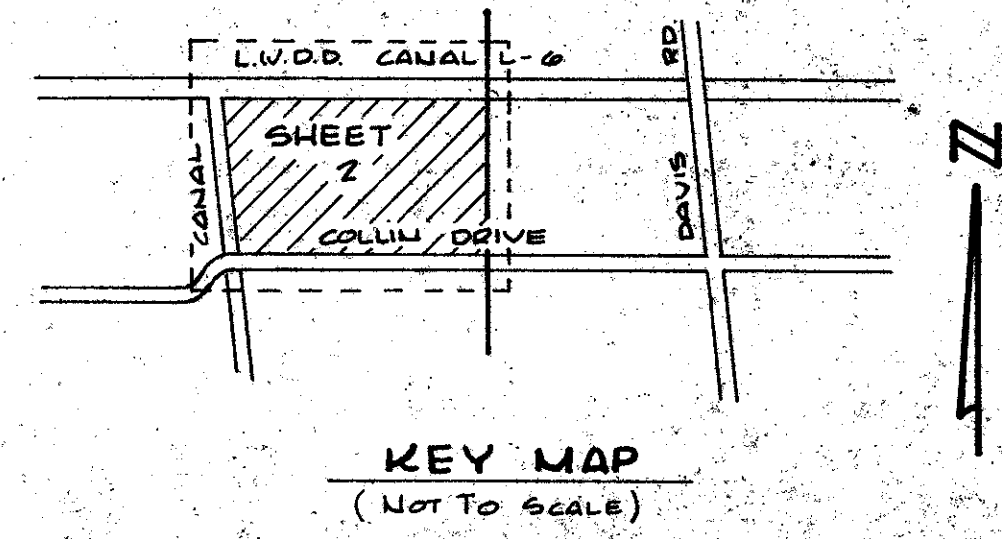 L.W.D.D. CANAL L-6
RD.
SHEET
2
CANAL
DAVIS
COLLIN DRIVE
N
KEY MAP
(NOT TO SCALE)